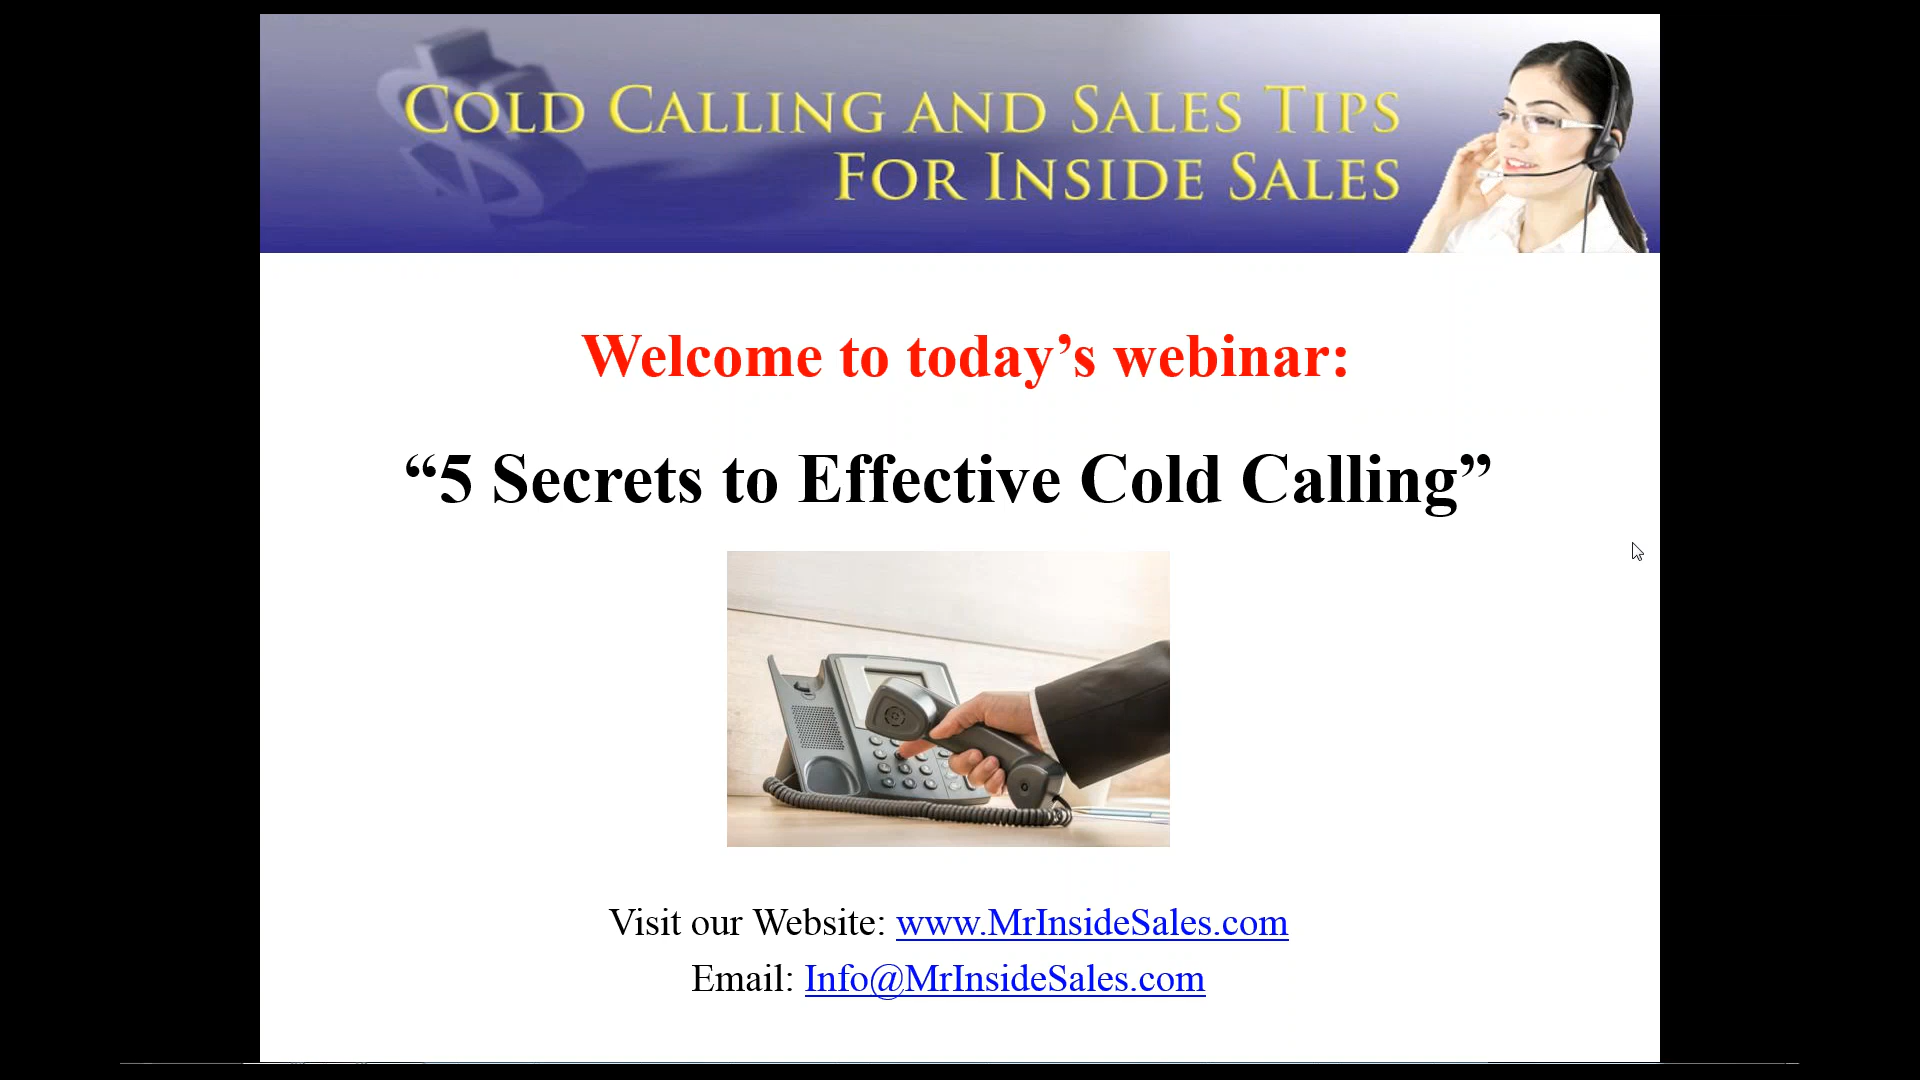 Cold Calling and Sales Tips
For Inside Sales
Welcome to today’s webinar:
“5 Secrets to Effective Cold Calling”
Visit our Website: www.MrInsideSales.com
Email: Info@MrInsideSales.com